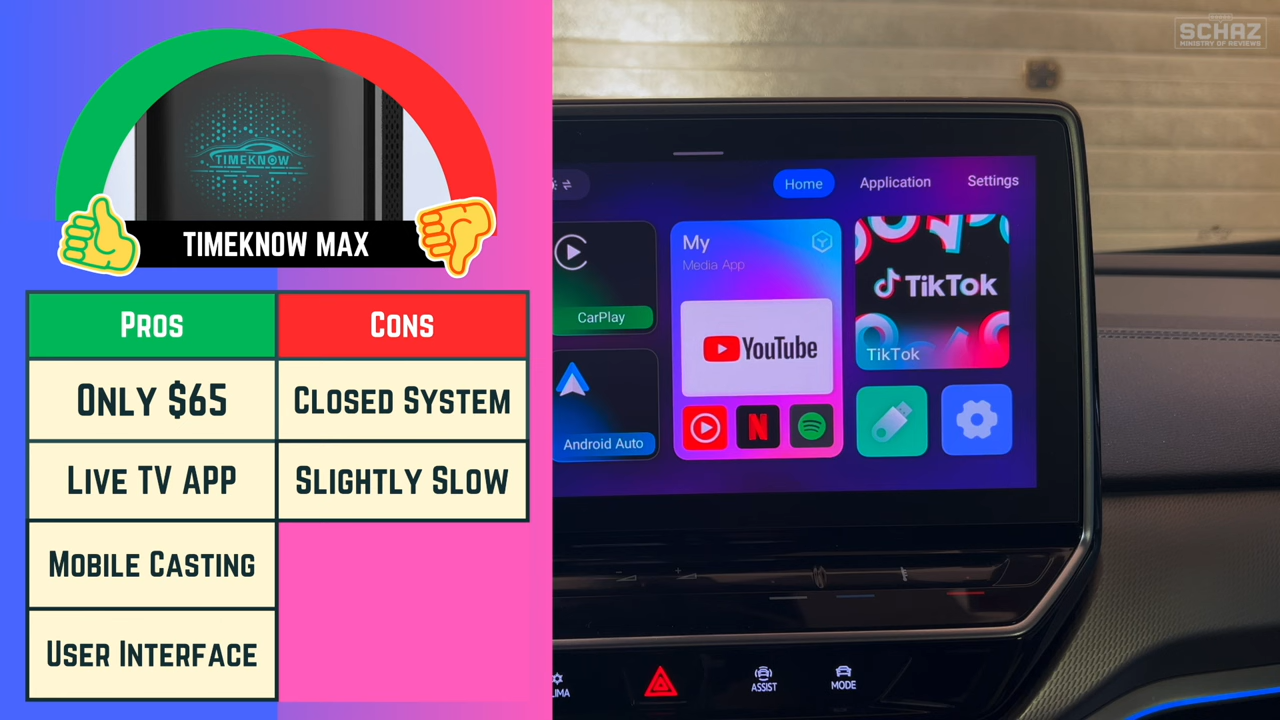 TIMEKNOW
TIMEKNOW MAX
PROS
CONS
ONLY $65
CLOSED SYSTEM
LIVE TV APP
SLIGHTLY SLOW
MOBILE CASTING
USER INTERFACE
SCHAZ
MINISTRY OF REVIEWS
Home
Application
Settings
CarPlay
Android Auto
My
Media App
YouTube
TikTok
TikTok
LIMA
ASSIST
MODE